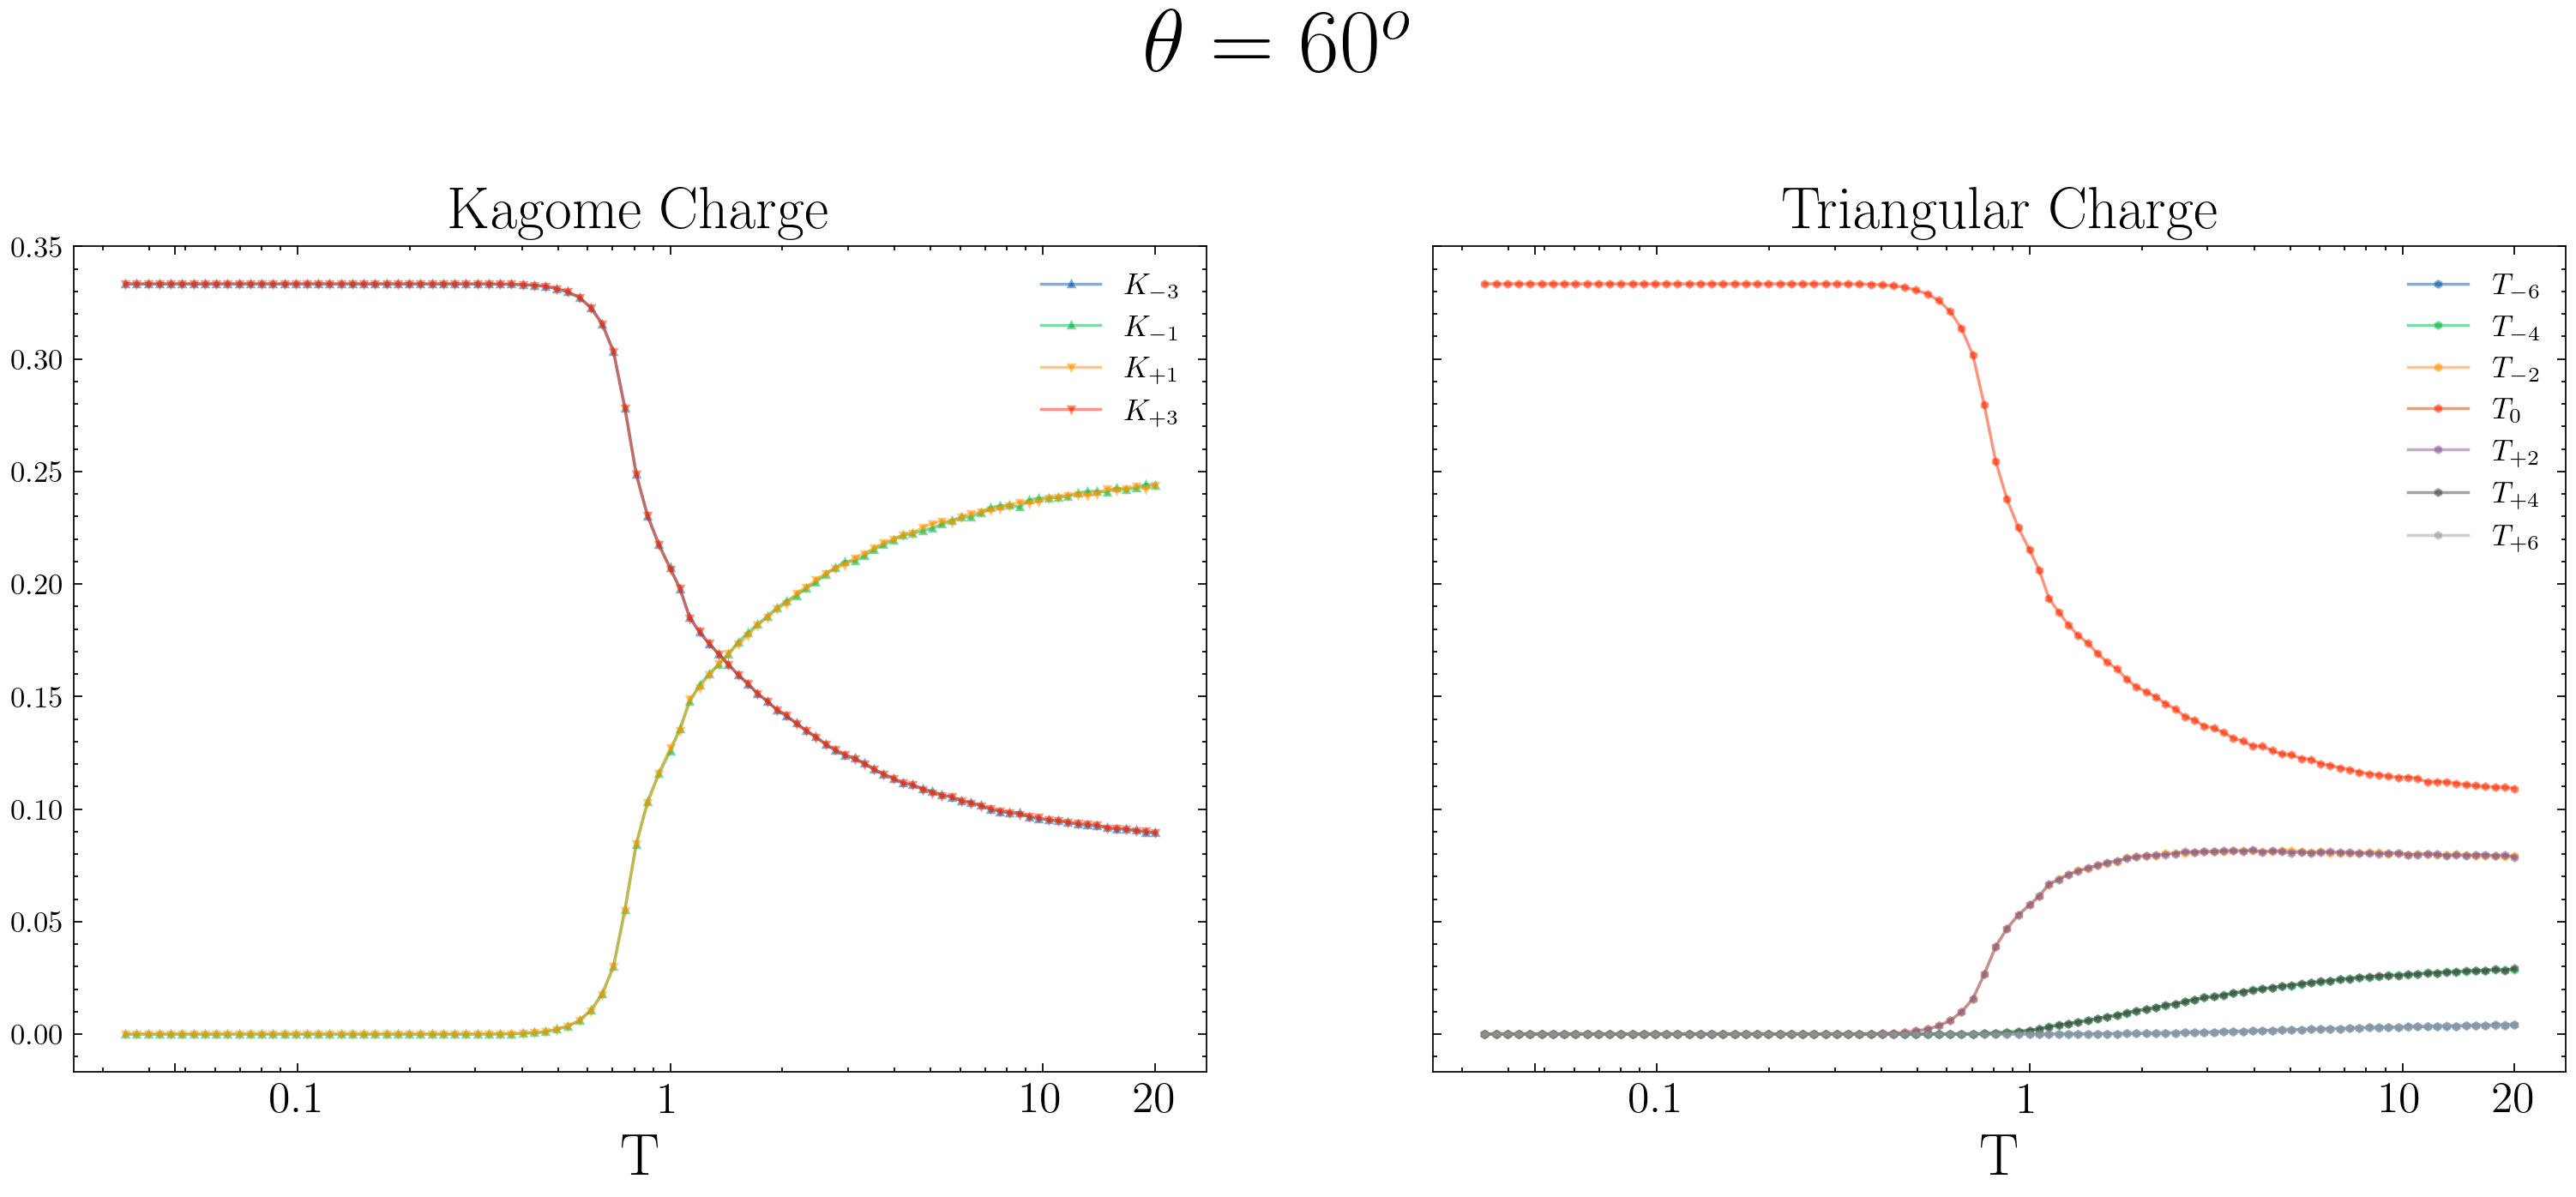 θ = 60°
Kagome Charge
0.35
0.30
0.25
0.20
0.15
0.10
0.05
0.00
K₋₃
K₋₁
K₊₁
K₊₃
0.1 1 10 20
T
Triangular Charge
T₋₆
T₋₄
T₋₂
T₀
T₊₂
T₊₄
T₊₆
0.1 1 10 20
T